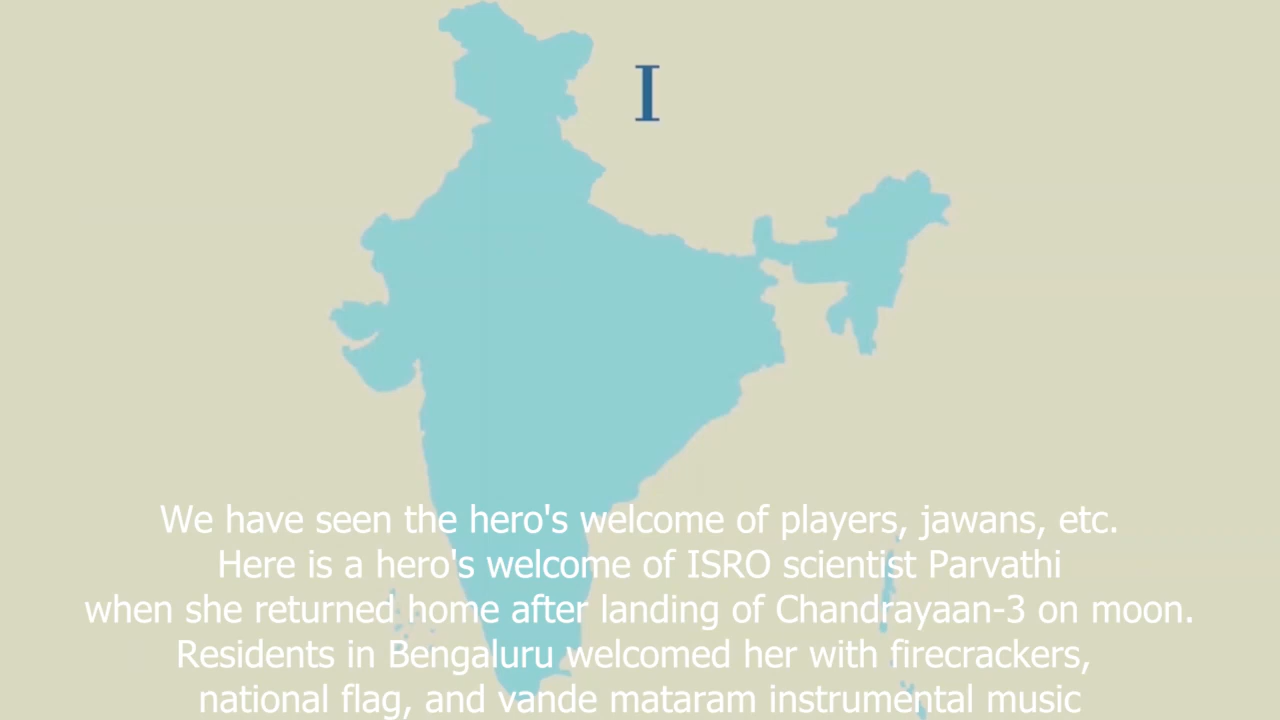 I
We have seen the hero's welcome of players, jawans, etc.
Here is a hero's welcome of ISRO scientist Parvathi
when she returned home after landing of Chandrayaan-3 on moon.
Residents in Bengaluru welcomed her with firecrackers,
national flag, and vande mataram instrumental music